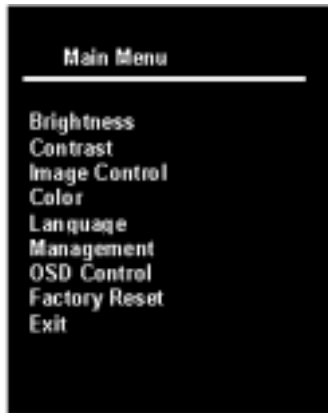 Main Menu
Brightness
Contrast
Image Control
Color
Language
Management
OSD Control
Factory Reset
Exit